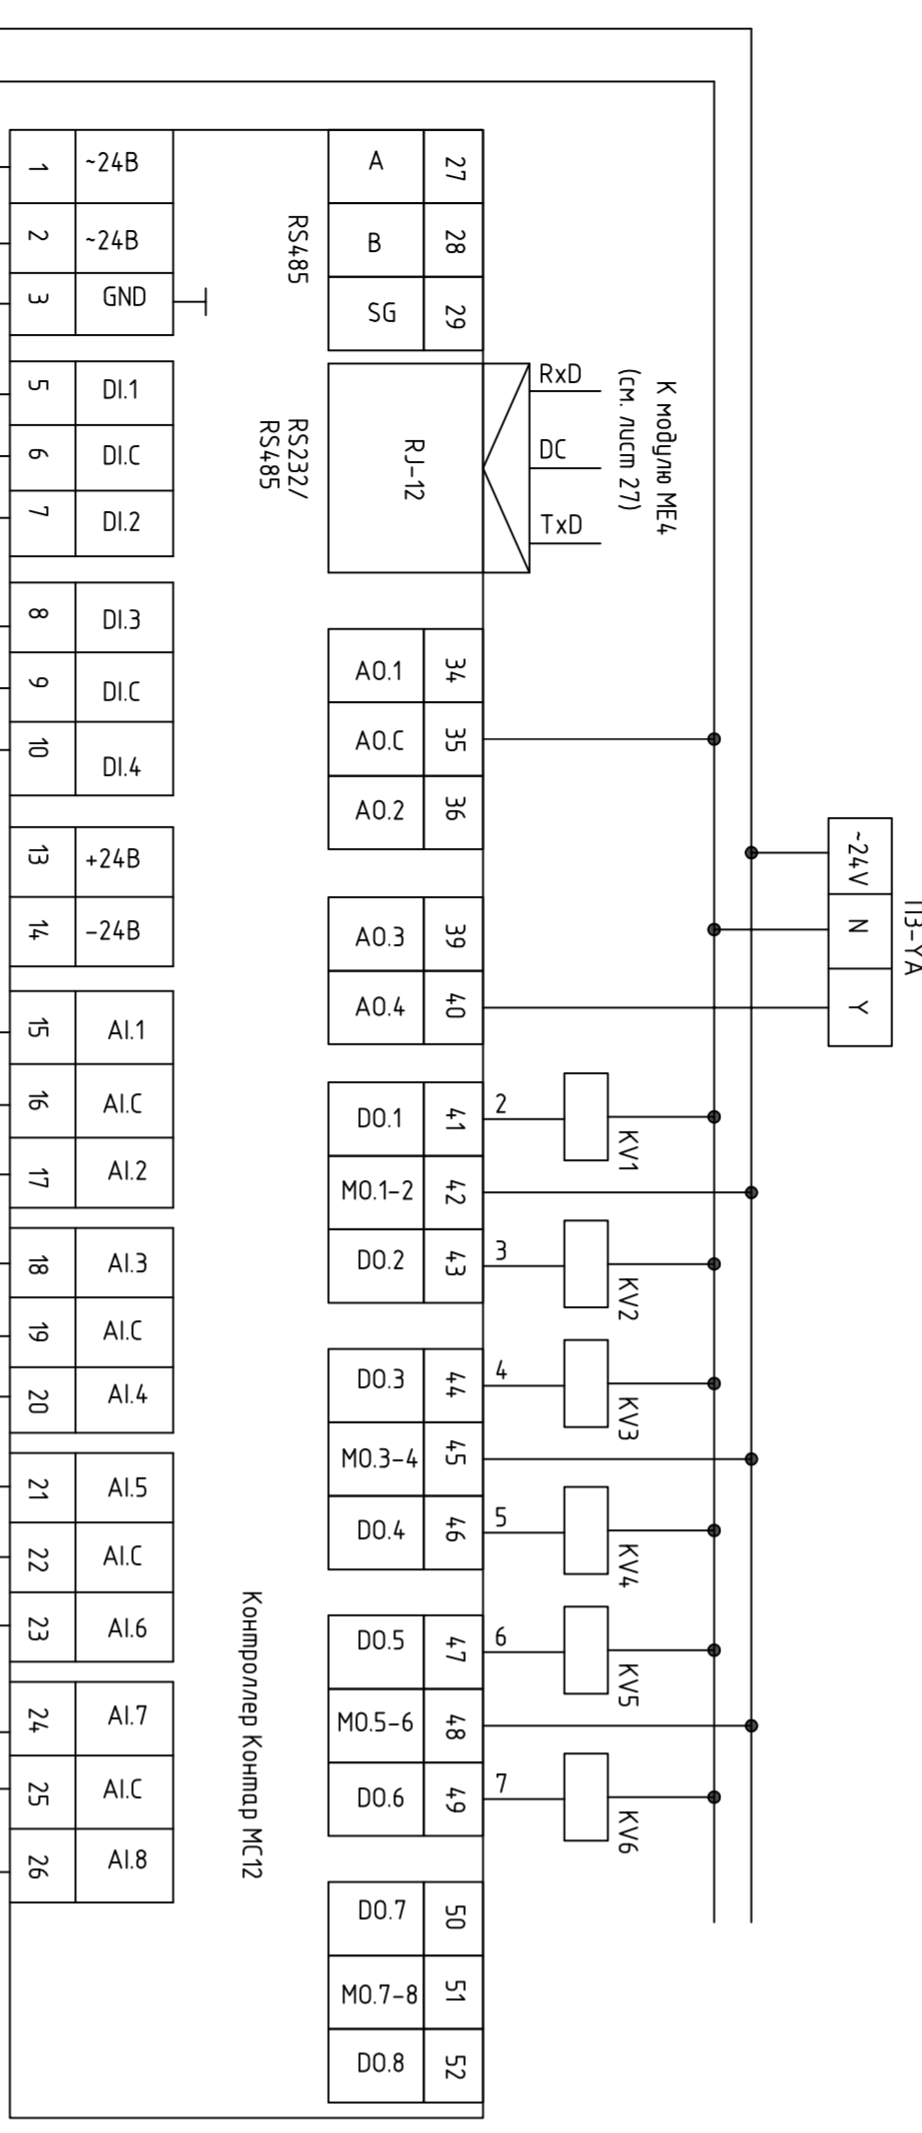 1 ~24В
2 ~24В
3 GND
5 DI.1
6 DI.C
7 DI.2
8 DI.3
9 DI.C
10 DI.4
13 +24В
14 -24В
15 AI.1
16 AI.C
17 AI.2
18 AI.3
19 AI.C
20 AI.4
21 AI.5
22 AI.C
23 AI.6
24 AI.7
25 AI.C
26 AI.8
RS485
RS232/
RS485
Контроллер Контар МС12
A 27
B 28
SG 29
RJ-12
RxD
DC
TxD
К модулю МЕ4
(см. лист 27)
AO.1 34
AO.C 35
AO.2 36
AO.3 39
AO.4 40
DO.1 41
MO.1-2 42
DO.2 43
DO.3 44
MO.3-4 45
DO.4 46
DO.5 47
MO.5-6 48
DO.6 49
DO.7 50
MO.7-8 51
DO.8 52
2
KV1
3
KV2
4
KV3
5
KV4
6
KV5
7
KV6
~24V
N
Y
П3-YA